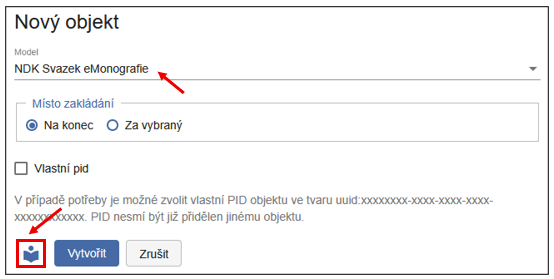 Nový objekt
Model
NDK Svazek eMonografie
Místo zakládání
Na konec Za vybraný
Vlastní pid
V případě potřeby je možné zvolit vlastní PID objektu ve tvaru uuid:xxxxxxxx-xxxx-xxxx-xxxx-
xxxxxxxxxxxx. PID nesmí být již přidělen jinému objektu.
Vytvořit Zrušit